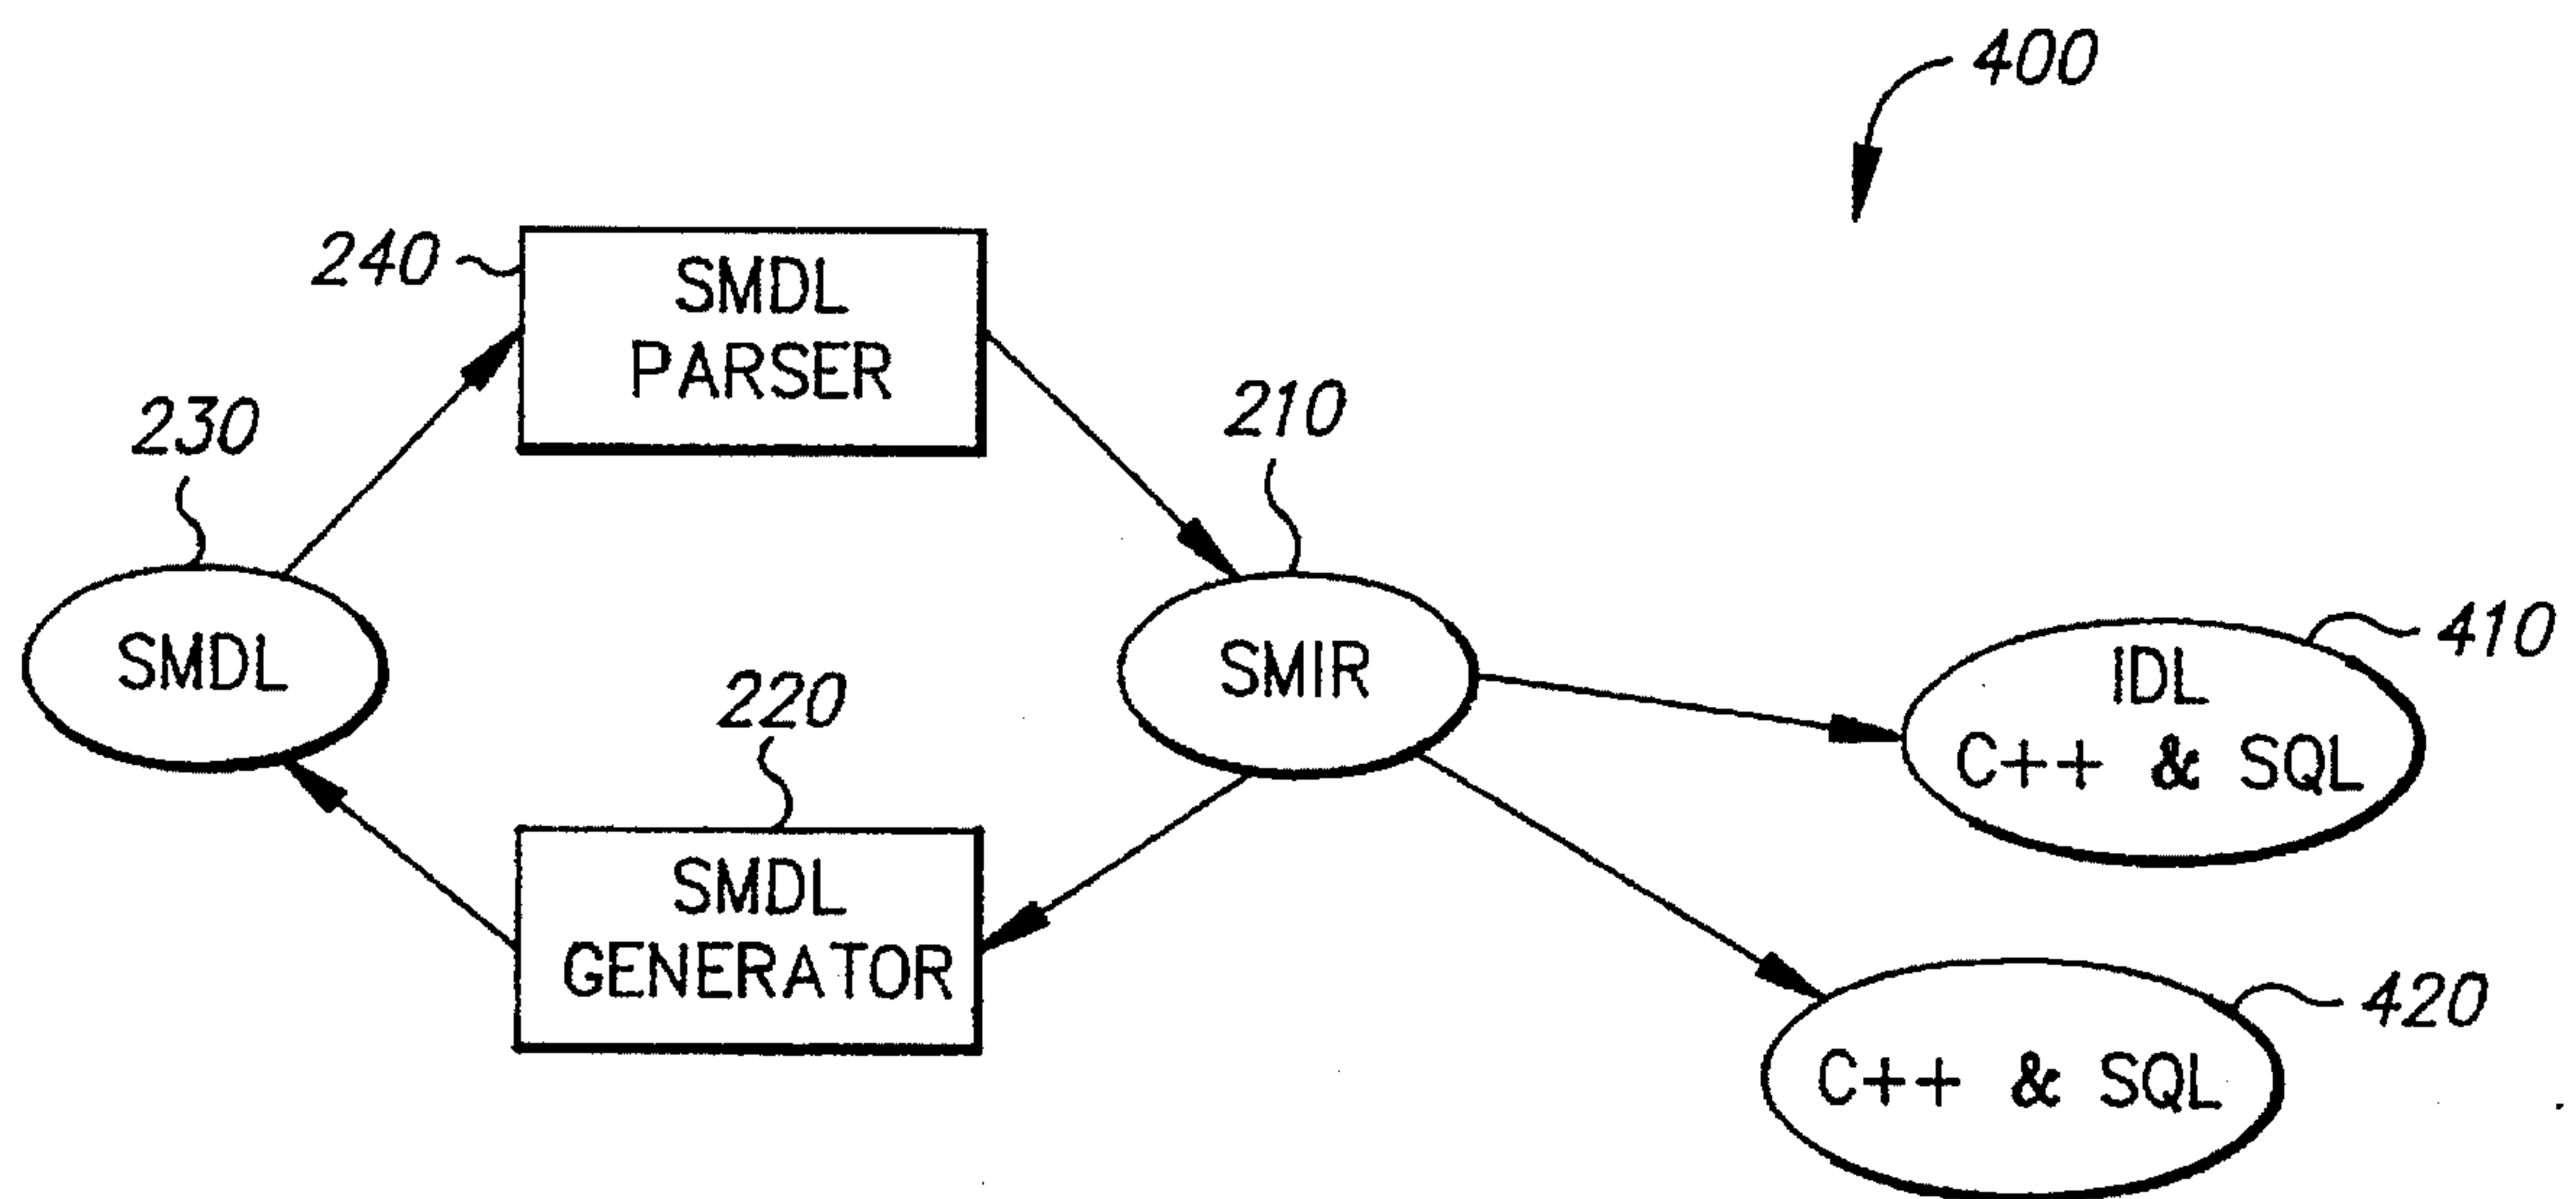 400
240
SMDL
PARSER
230
210
SMDL
SMIR
410
IDL
C++ & SQL
220
SMDL
GENERATOR
420
C++ & SQL